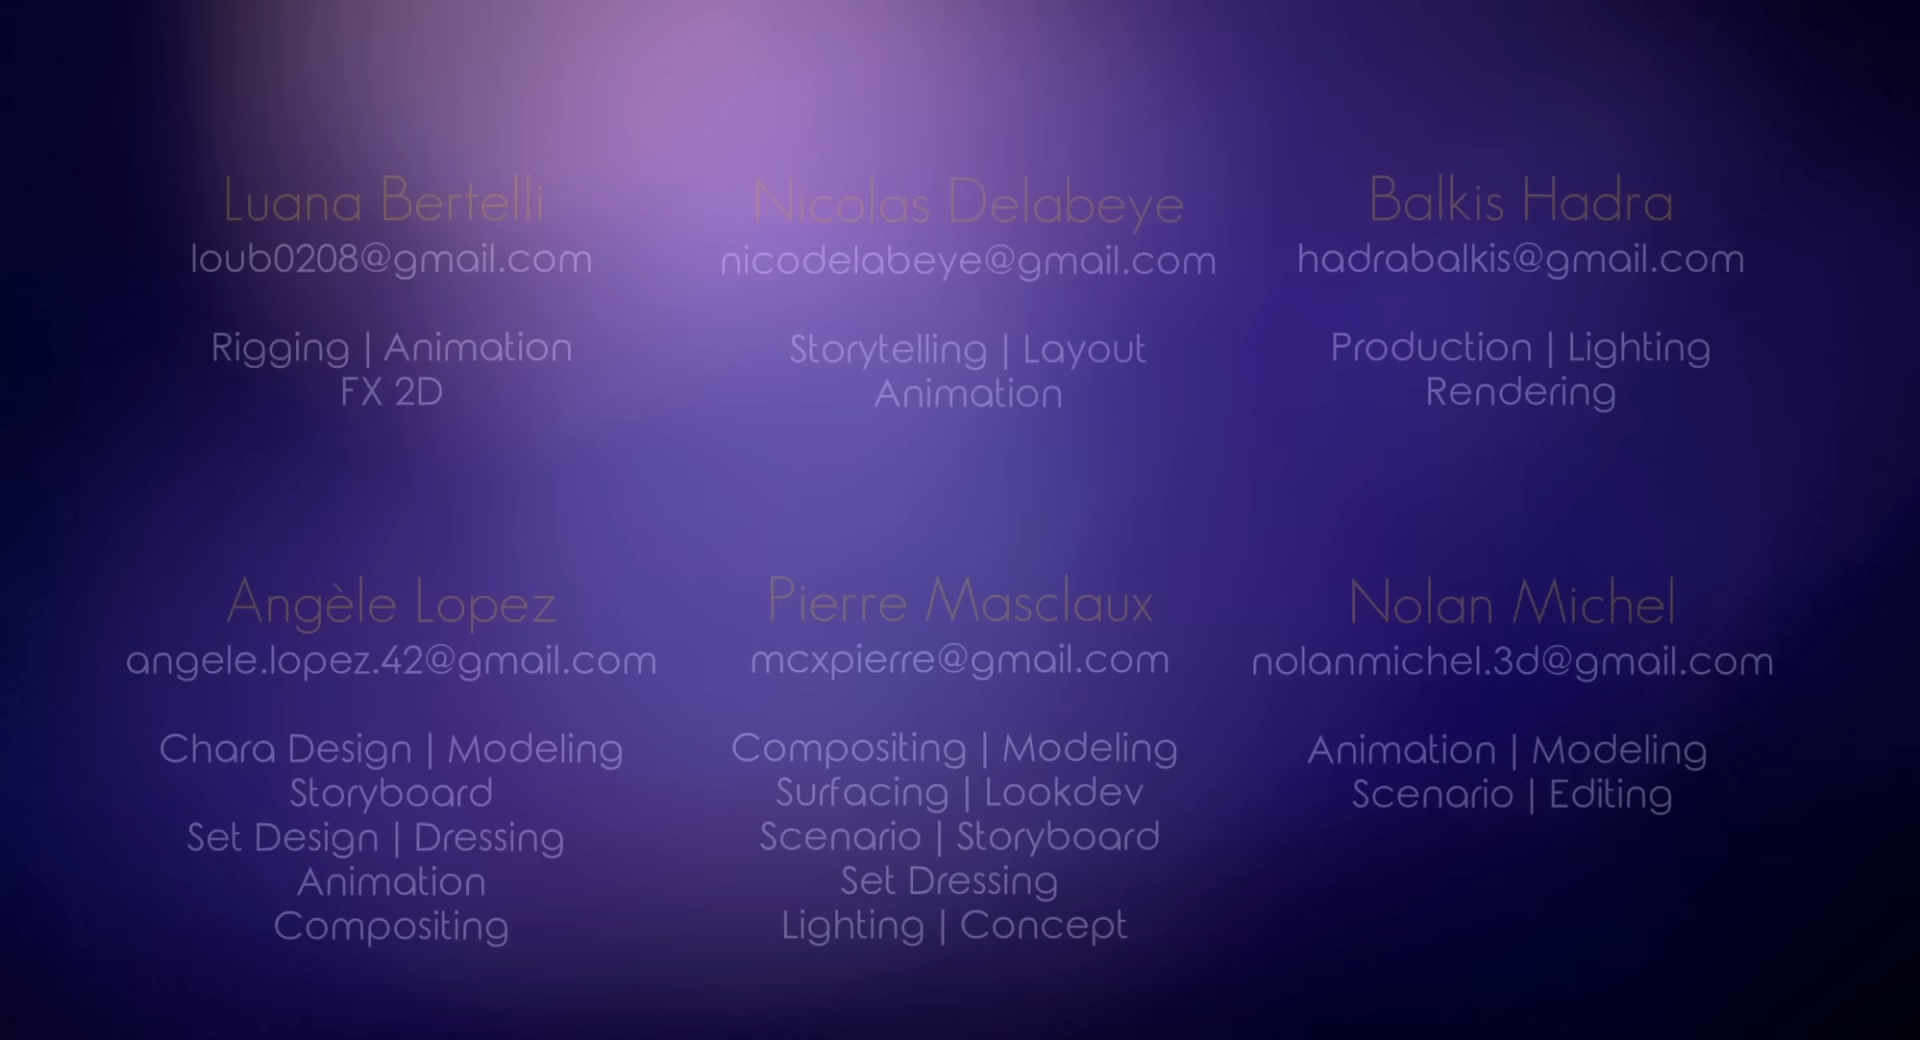 Luana Bertelli
loub0208@gmail.com
Rigging | Animation
FX 2D
Nicolas Delabeye
nicodelabeye@gmail.com
Storytelling | Layout
Animation
Balkis Hadra
hadrabalkis@gmail.com
Production | Lighting
Rendering
Angèle Lopez
angele.lopez.42@gmail.com
Chara Design | Modeling
Storyboard
Set Design | Dressing
Animation
Compositing
Pierre Masclaux
mcxpierre@gmail.com
Compositing | Modeling
Surfacing | Lookdev
Scenario | Storyboard
Set Dressing
Lighting | Concept
Nolan Michel
nolanmichel.3d@gmail.com
Animation | Modeling
Scenario | Editing